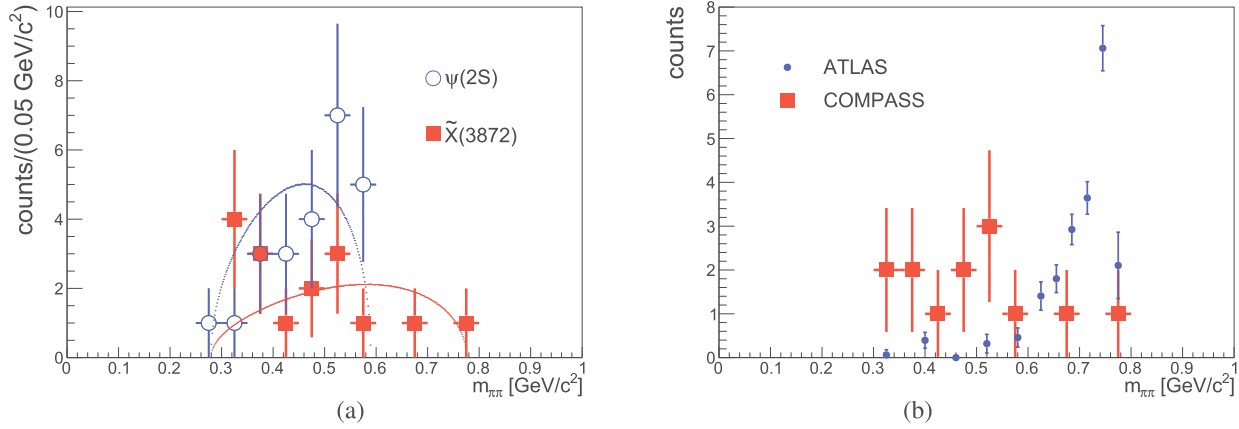 counts/(0.05 GeV/c²)
10
8
6
4
2
0
ψ(2S)
X̃(3872)
0 0.1 0.2 0.3 0.4 0.5 0.6 0.7 0.8 0.9 1
m_ππ [GeV/c²]
(a)
counts
8
7
6
5
4
3
2
1
0
ATLAS
COMPASS
0 0.1 0.2 0.3 0.4 0.5 0.6 0.7 0.8 0.9 1
m_ππ [GeV/c²]
(b)